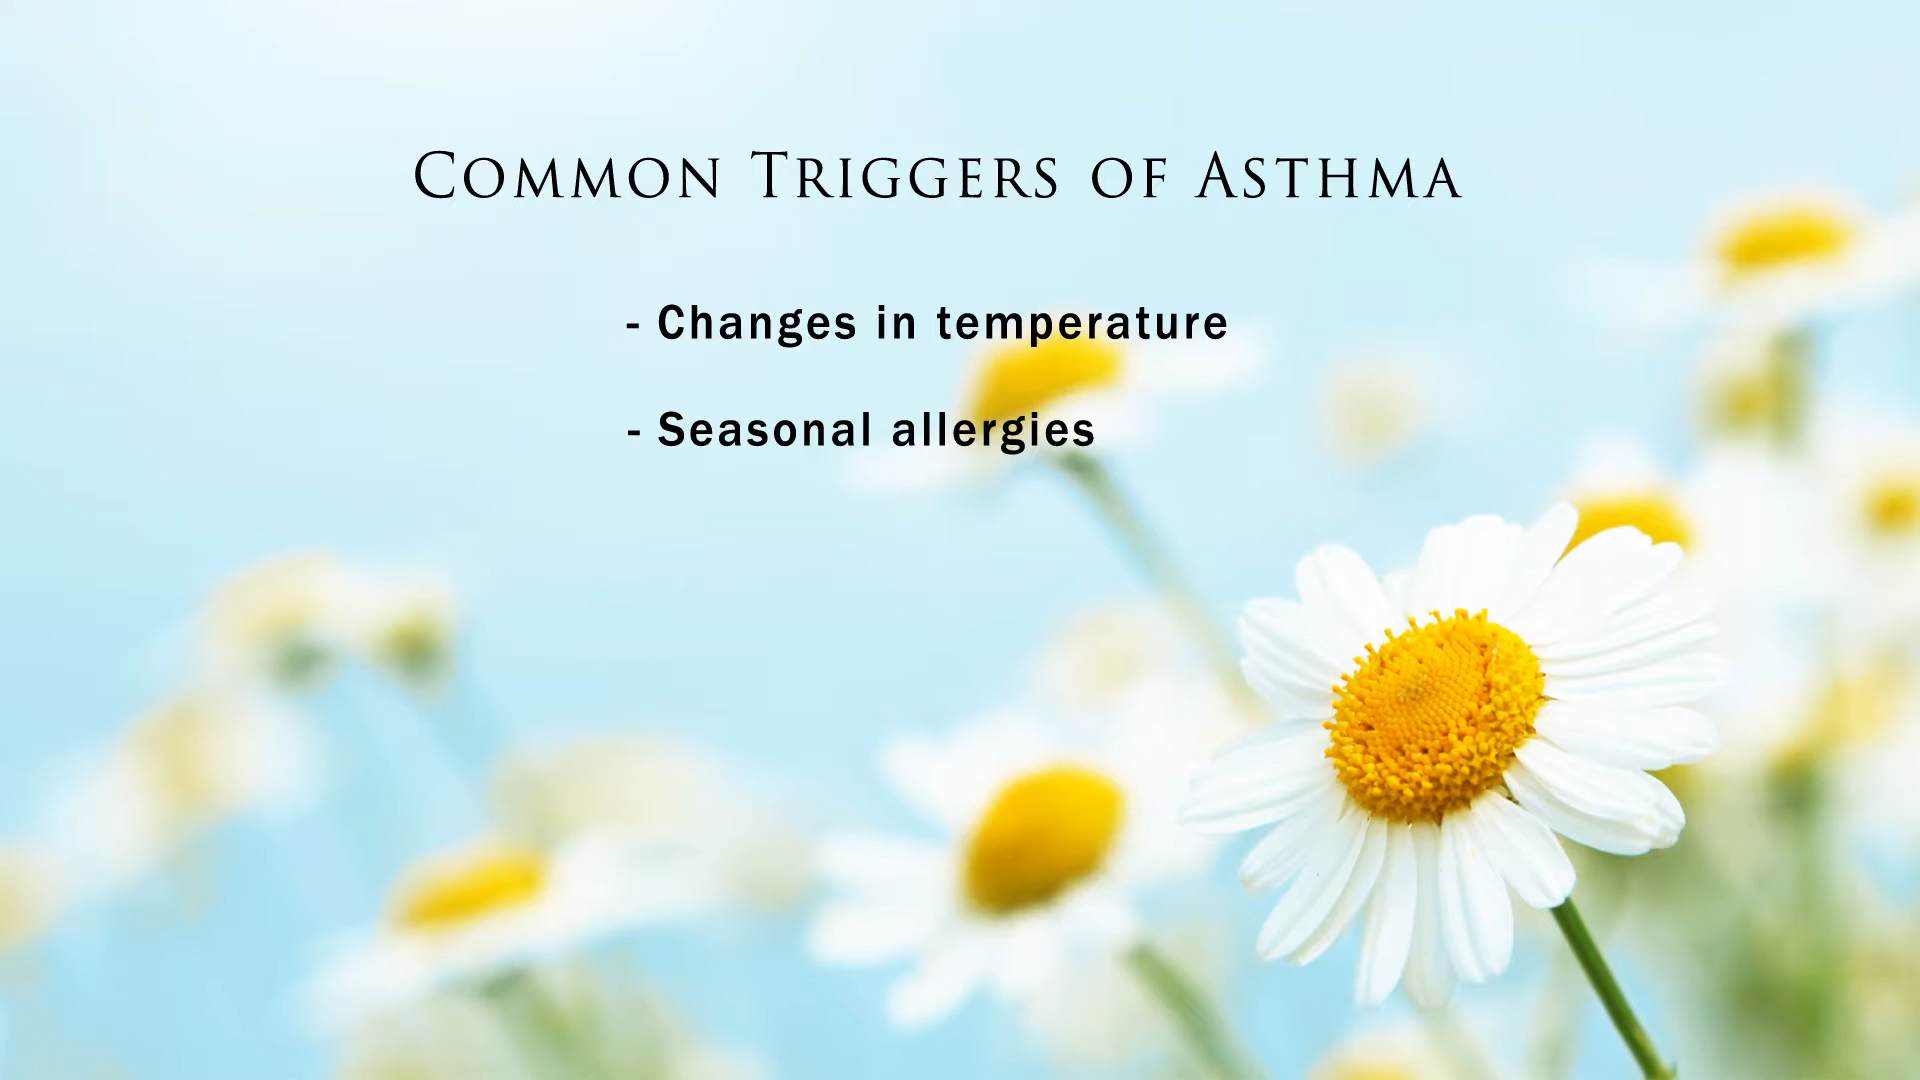 Common Triggers of Asthma
- Changes in temperature
- Seasonal allergies